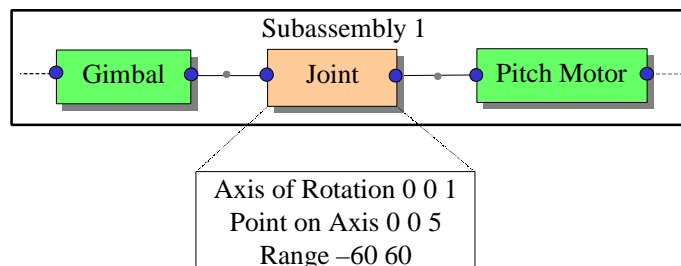 Subassembly 1
Gimbal
Joint
Pitch Motor
Axis of Rotation 0 0 1
Point on Axis 0 0 5
Range –60 60